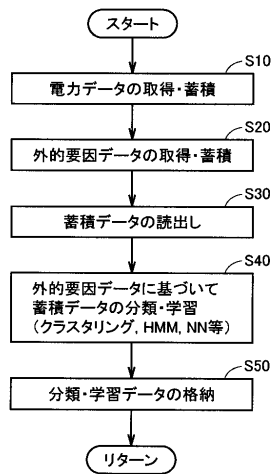 スタート
S10
電力データの取得・蓄積
S20
外的要因データの取得・蓄積
S30
蓄積データの読出し
S40
外的要因データに基づいて
蓄積データの分類・学習
(クラスタリング, HMM, NN等)
S50
分類・学習データの格納
リターン